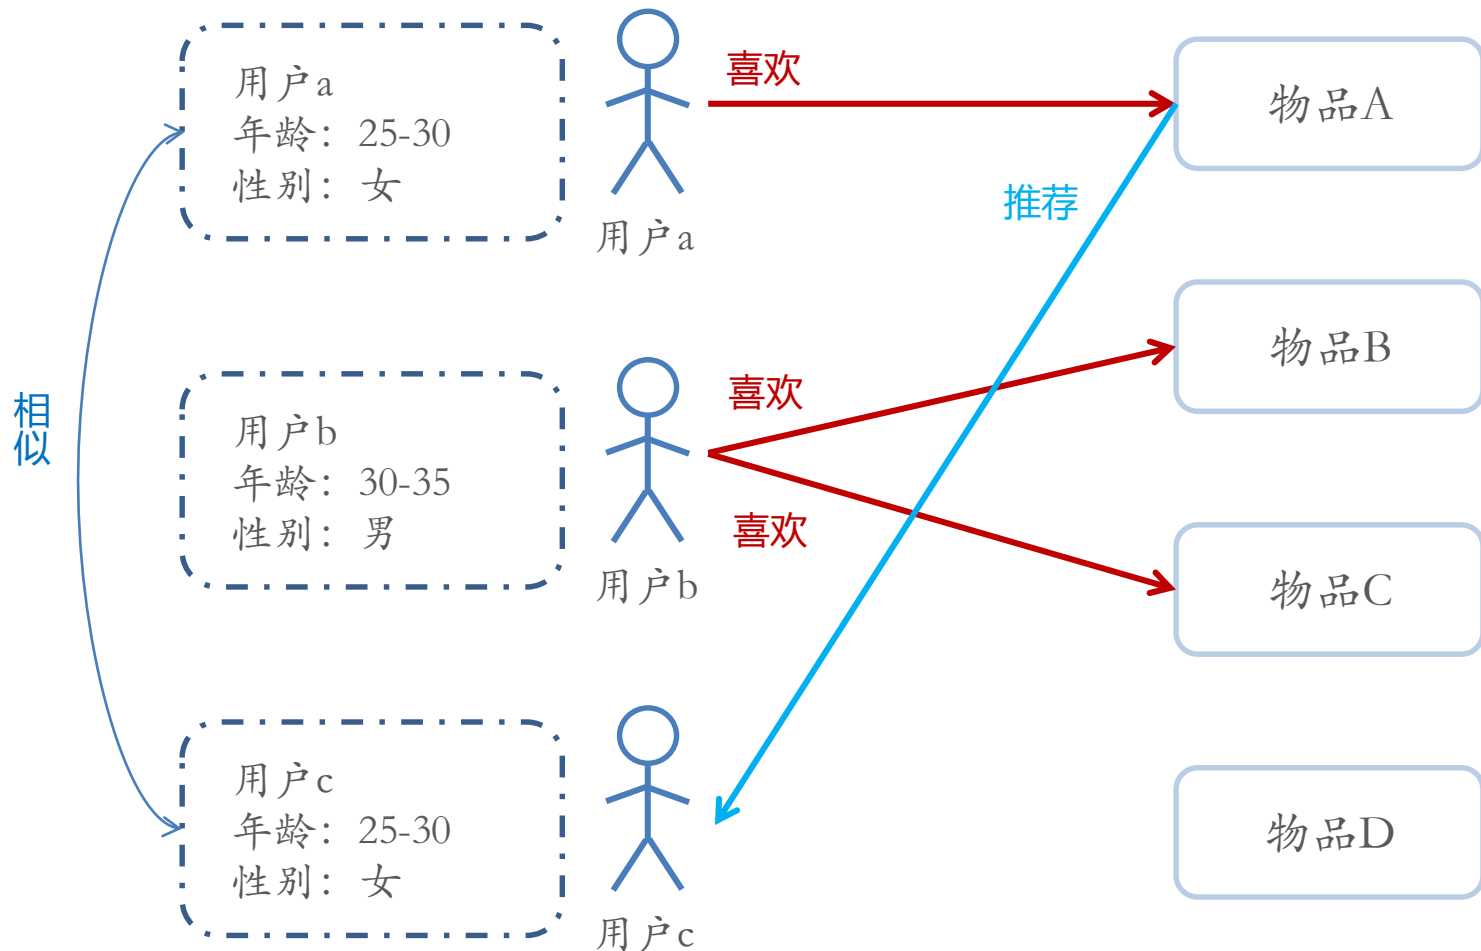 用户a
年龄：25-30
性别：女
用户a
喜欢
物品A
推荐
物品B
相似
用户b
年龄：30-35
性别：男
用户b
喜欢
喜欢
物品C
用户c
年龄：25-30
性别：女
用户c
物品D